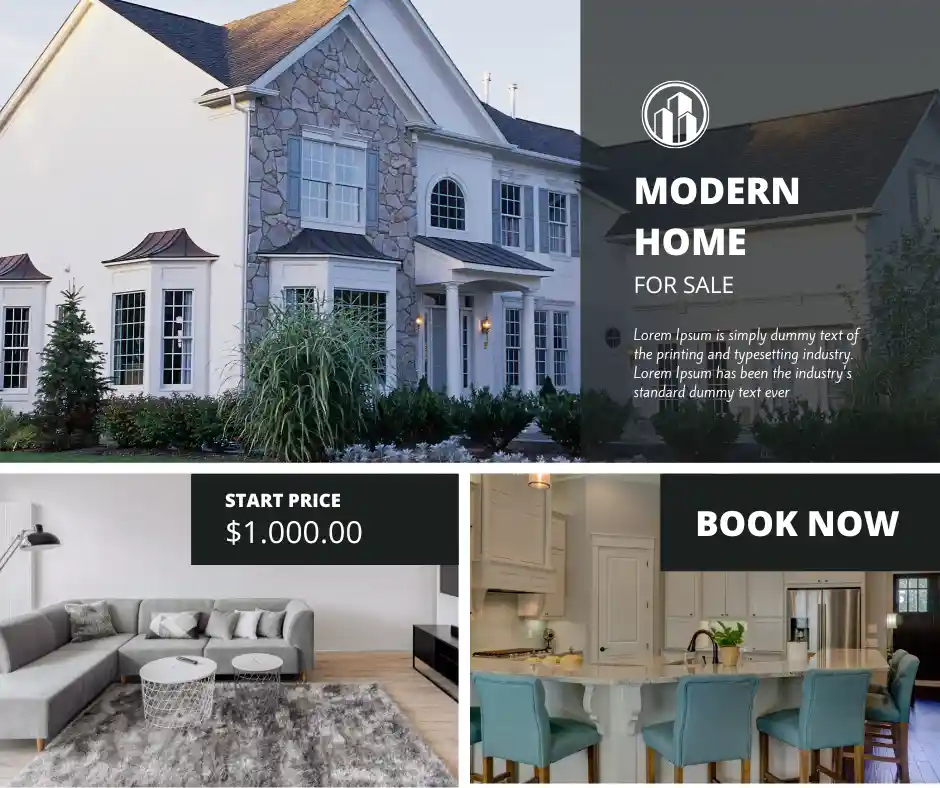 MODERN
HOME
FOR SALE
Lorem Ipsum is simply dummy text of
the printing and typesetting industry.
Lorem Ipsum has been the industry's
standard dummy text ever
START PRICE
$1.000.00
BOOK NOW